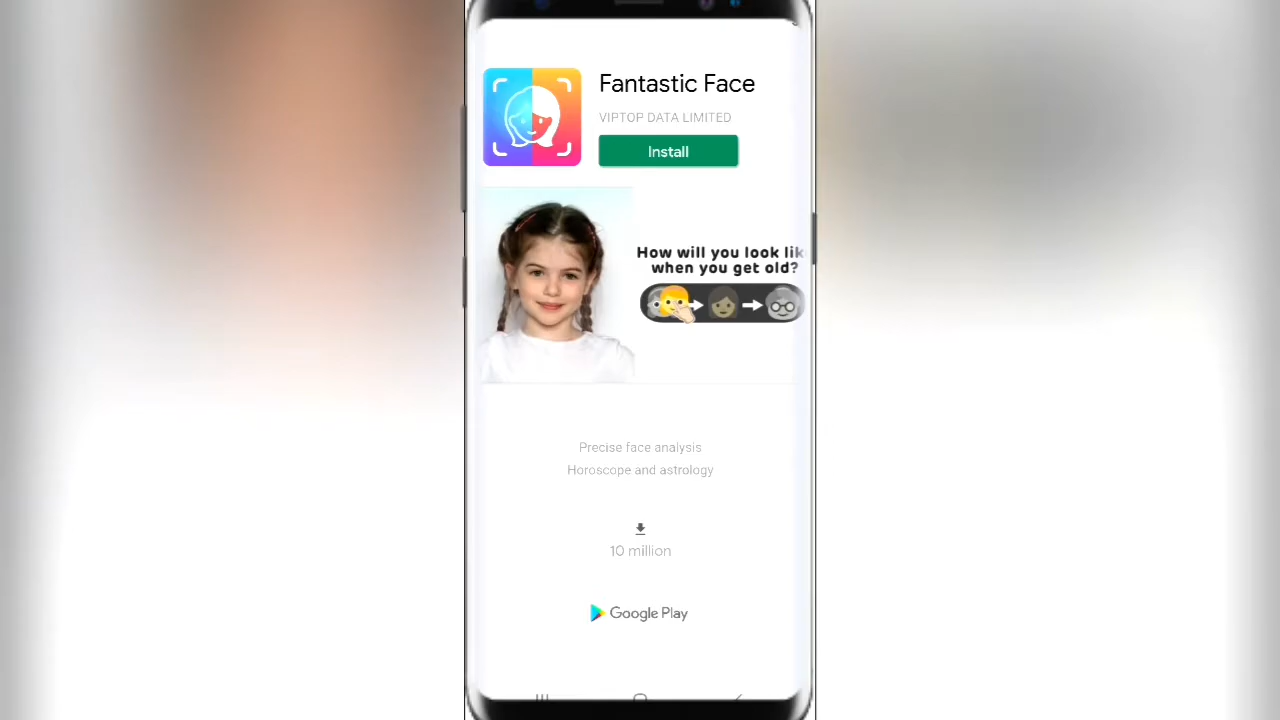 Fantastic Face
VIPTOP DATA LIMITED
Install
How will you look lik
when you get old?
Precise face analysis
Horoscope and astrology
10 million
Google Play